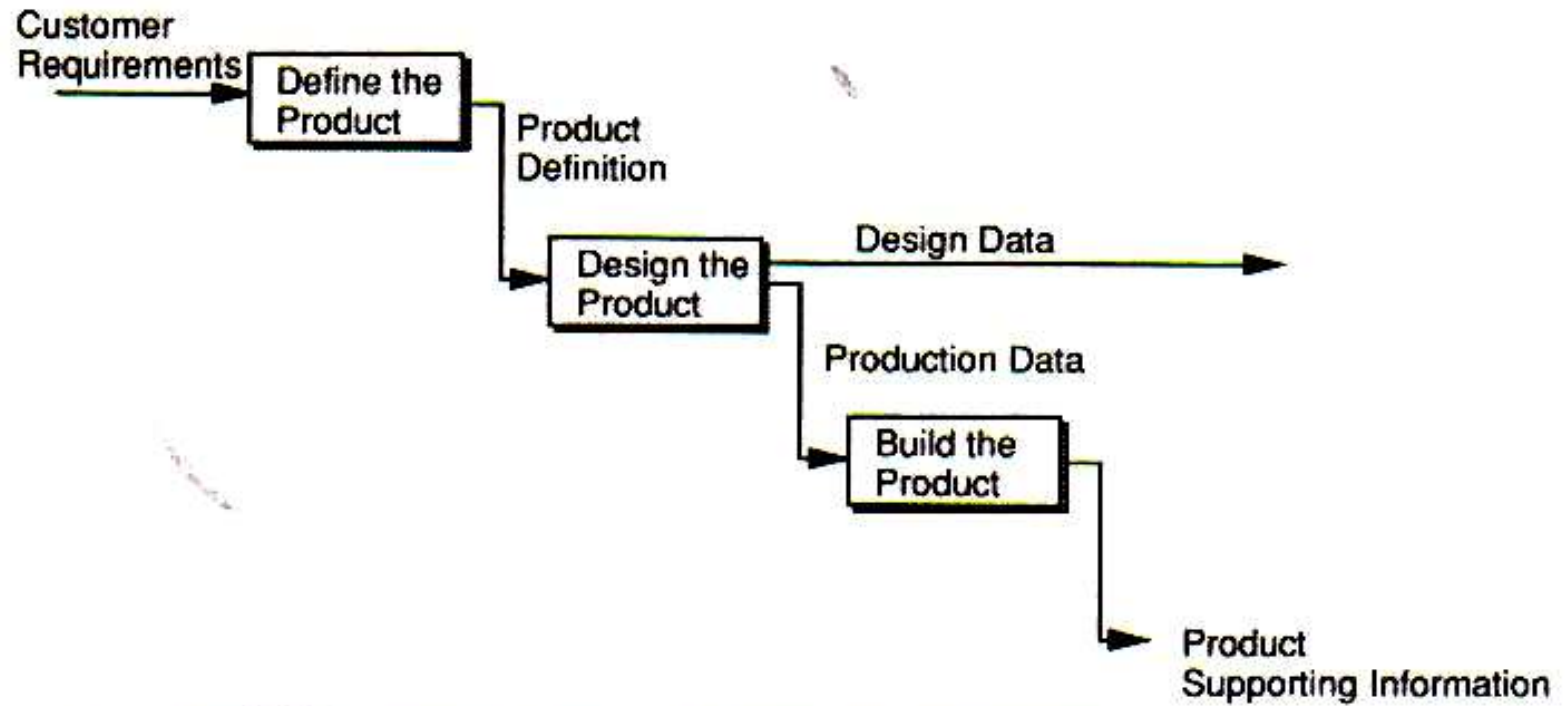 Customer
Requirements
Define the
Product
Product
Definition
Design the
Product
Design Data
Production Data
Build the
Product
Product
Supporting Information